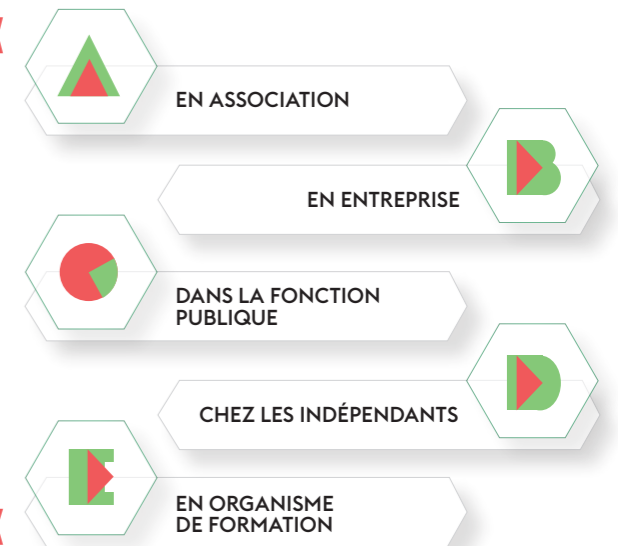 A
EN ASSOCIATION
B
EN ENTREPRISE
C
DANS LA FONCTION
PUBLIQUE
D
CHEZ LES INDÉPENDANTS
E
EN ORGANISME
DE FORMATION